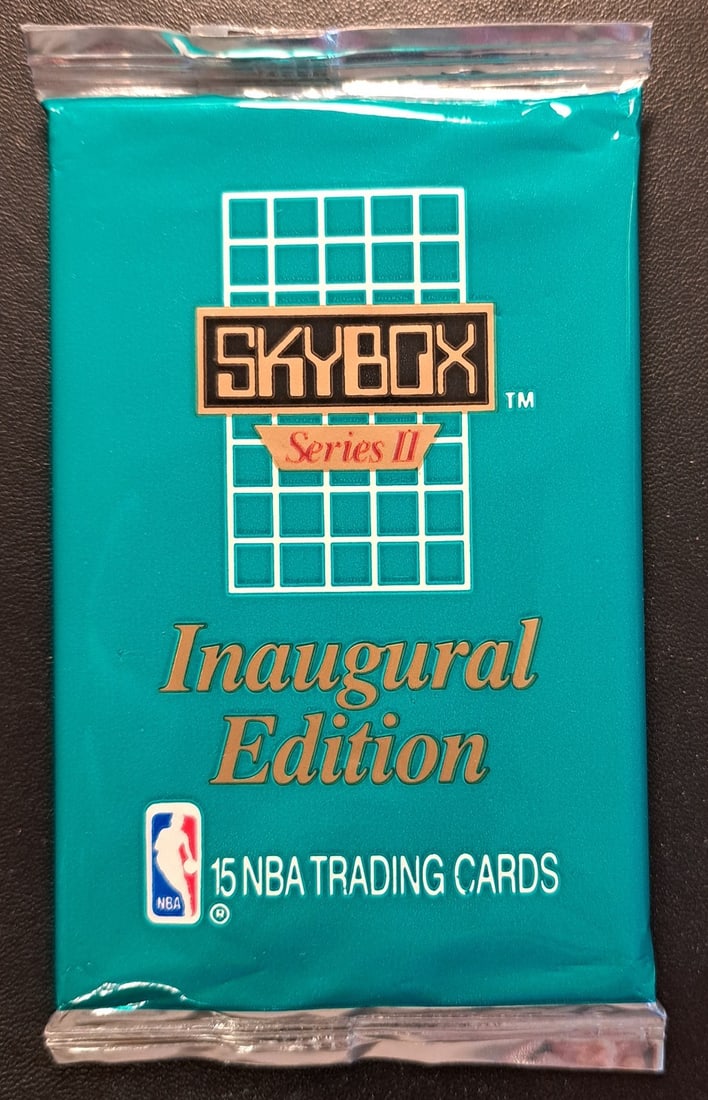 SKYBOX
TM
Series II
Inaugural
Edition
NBA
®
15 NBA TRADING CARDS